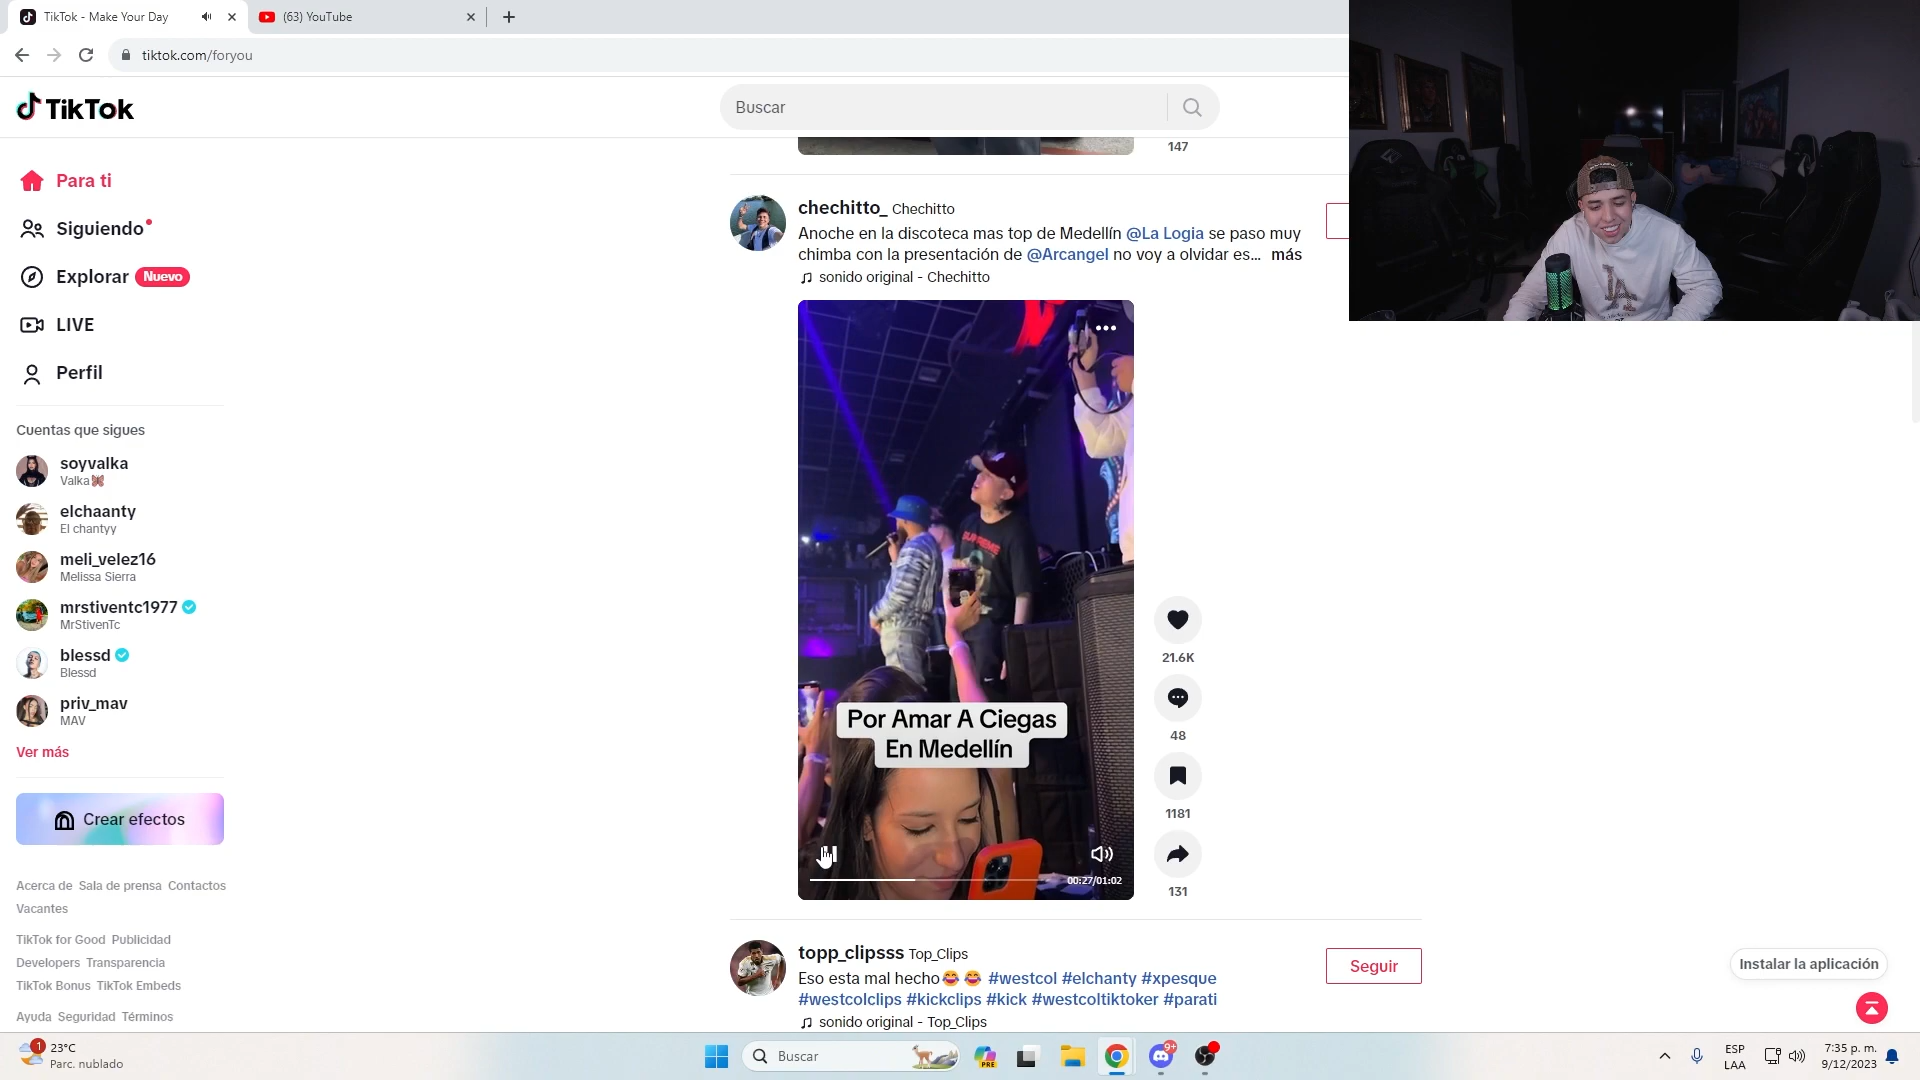 TikTok - Make Your Day
(63) YouTube
tiktok.com/foryou
TikTok
Buscar
147
Para ti
Siguiendo
Explorar Nuevo
LIVE
Perfil
Cuentas que sigues
soyvalka
Valka
elchaanty
El chantyy
meli_velez16
Melissa Sierra
mrstiventc1977
MrStivenTc
blessd
Blessd
priv_mav
MAV
Ver más
Crear efectos
Acerca de Sala de prensa Contactos
Vacantes
TikTok for Good Publicidad
Developers Transparencia
TikTok Bonus TikTok Embeds
Ayuda Seguridad Términos
chechitto_ Chechitto
Anoche en la discoteca mas top de Medellín @La Logia se paso muy
chimba con la presentación de @Arcangel no voy a olvidar es... más
sonido original - Chechitto
SUPREME
Por Amar A Ciegas
En Medellín
00:27/01:02
21.6K
48
1181
131
topp_clipsss Top_Clips
Eso esta mal hecho😂 😂 #westcol #elchanty #xpesque
#westcolclips #kickclips #kick #westcoltiktoker #parati
sonido original - Top_Clips
Seguir
LA
Instalar la aplicación
1
23°C
Parc. nublado
Buscar
PRE
9+
ESP
LAA
7:35 p. m.
9/12/2023